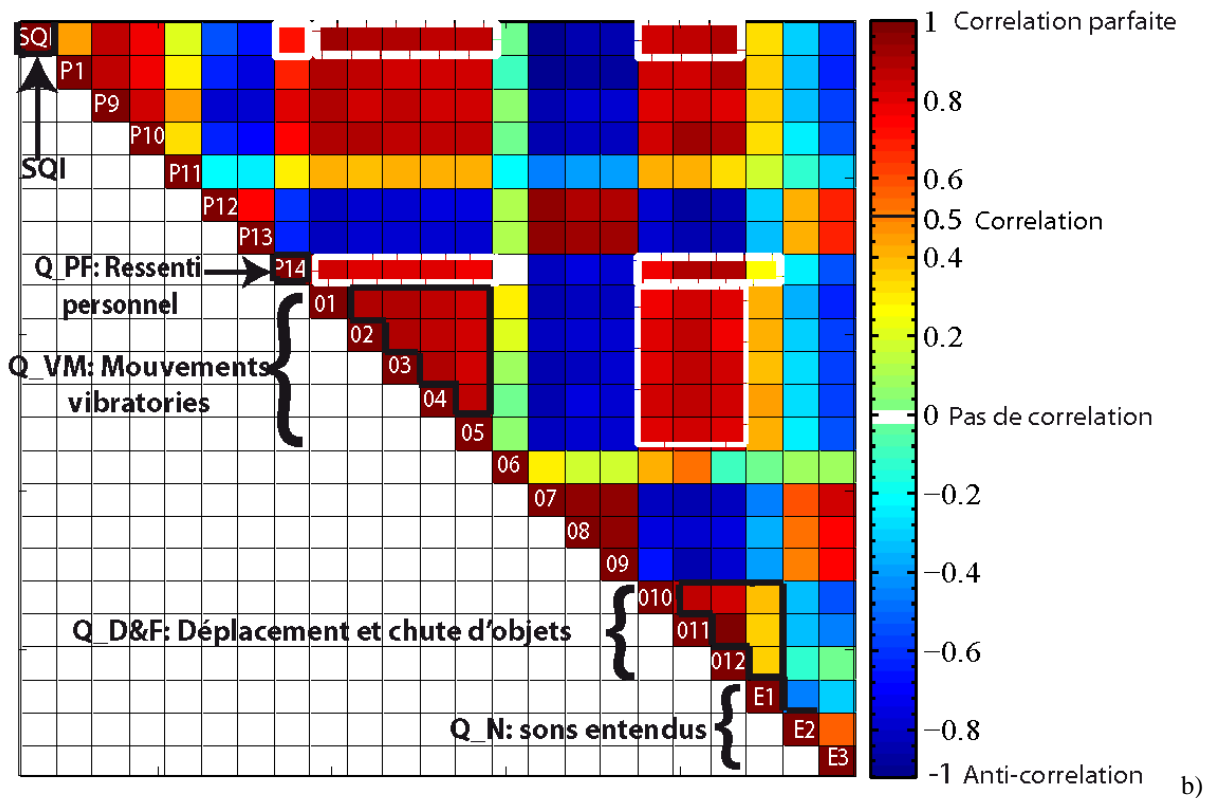 SQI
P1
P9
P10
SQI
P11
P12
P13
Q_PF: Ressenti
personnel
P14
01
02
Q_VM: Mouvements
vibratories
03
04
05
06
07
08
09
010
Q_D&F: Déplacement et chute d'objets
011
012
E1
Q_N: sons entendus
E2
E3
1 Correlation parfaite
0.8
0.6
0.5 Correlation
0.4
0.2
0 Pas de correlation
−0.2
−0.4
−0.6
−0.8
-1 Anti-correlation
b)